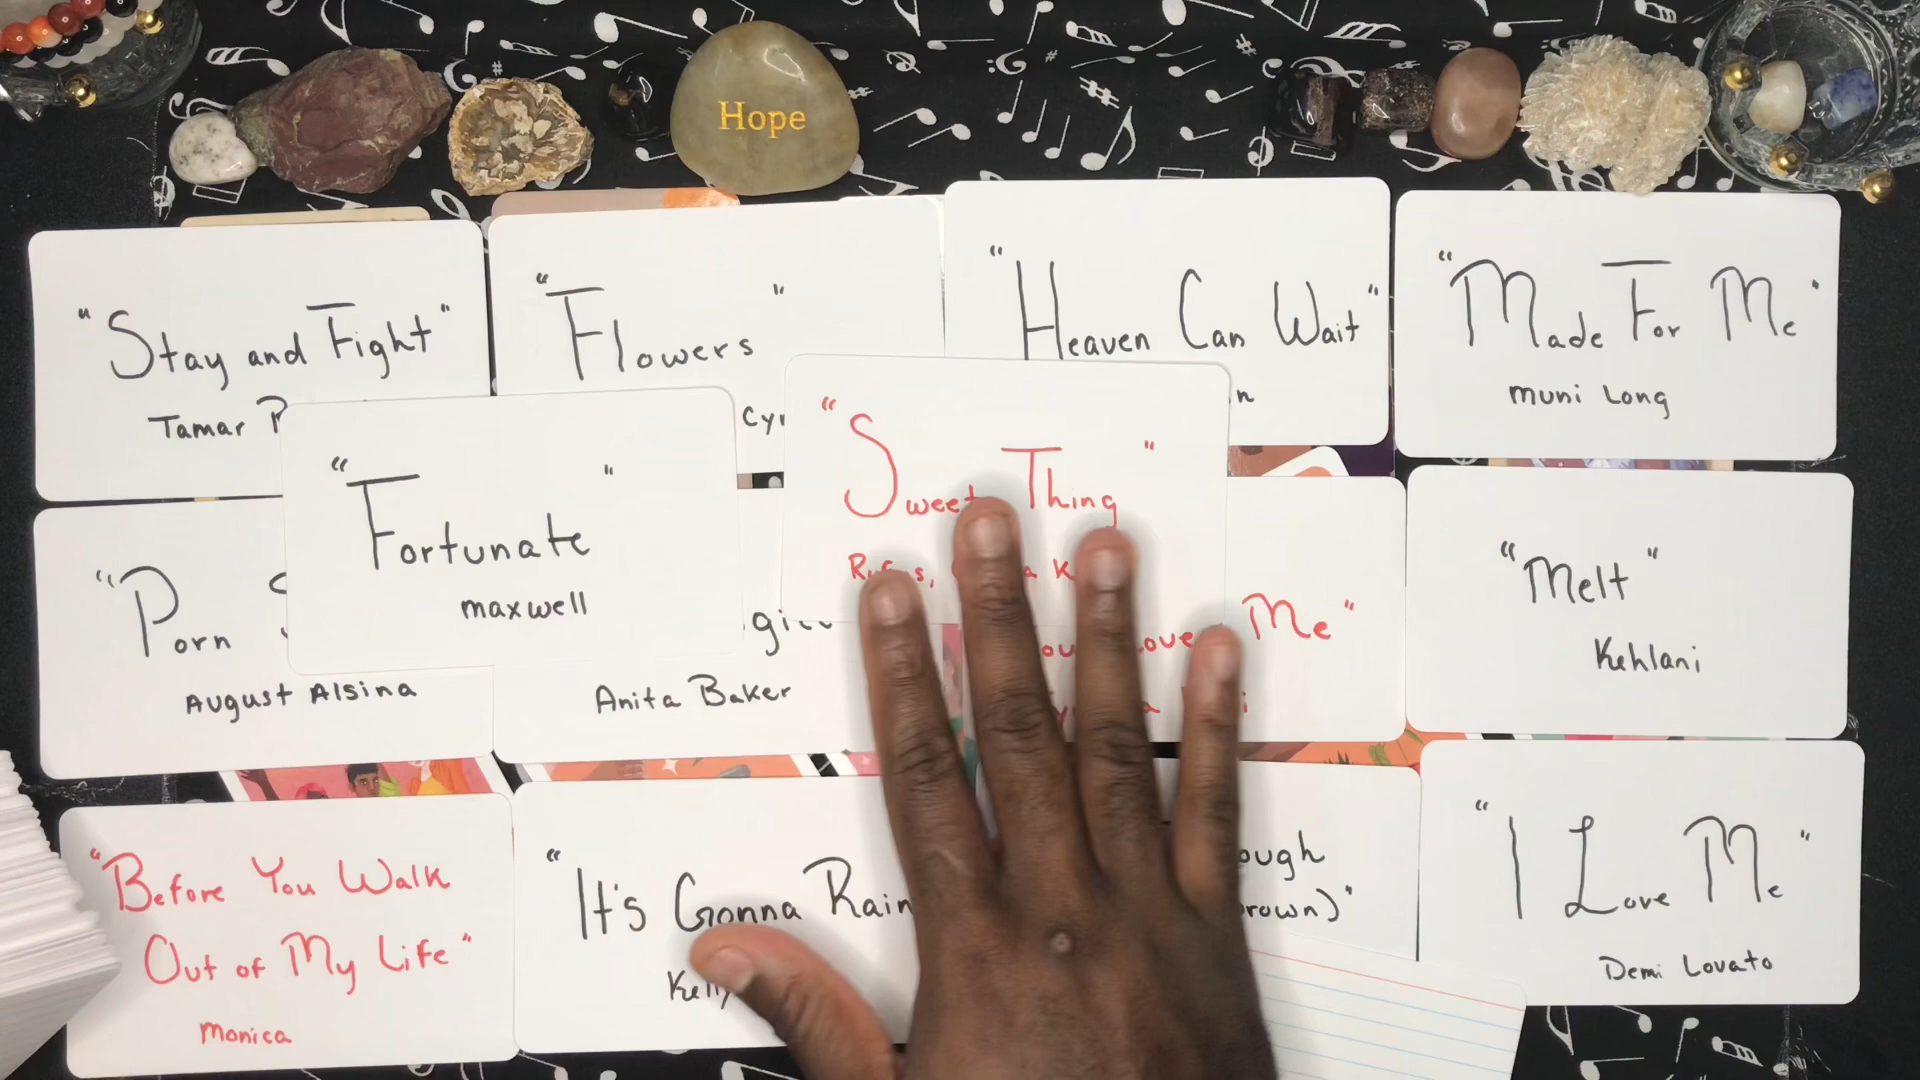 Hope
"Stay and Fight"
Tamar
"Flowers"
"Heaven Can Wait"
"Made For Me"
Muni Long
"Fortunate"
maxwell
"Sweet Thing
"
"Porn
August Alsina
Anita Baker
Me"
"Melt"
Kehlani
"Before You Walk
Out of My Life"
monica
"It's Gonna Rain
"I Love Me"
Demi Lovato